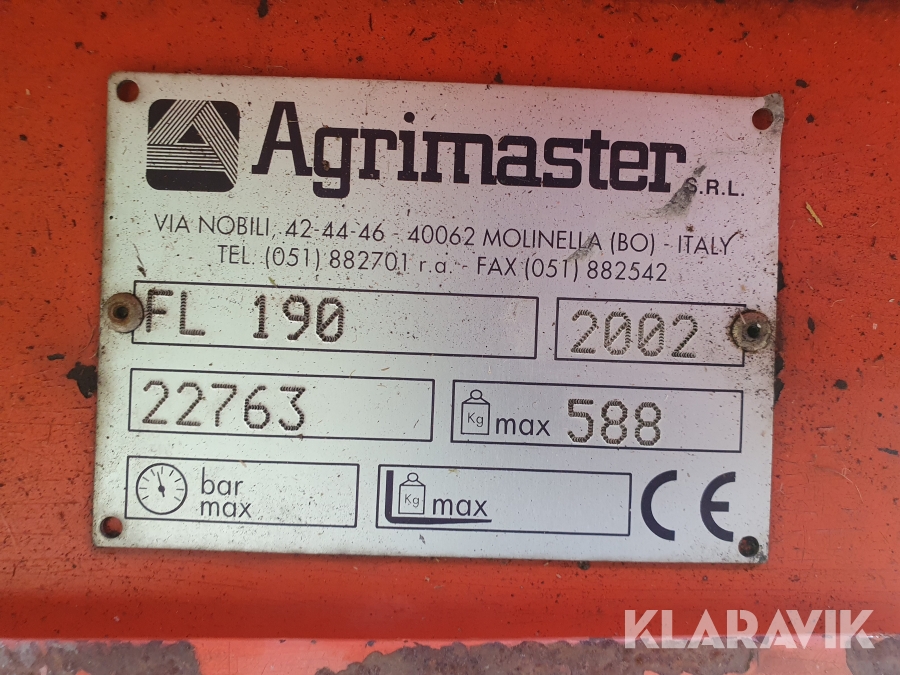 Agrimaster S.R.L.
VIA NOBILI, 42-44-46 - 40062 MOLINELLA (BO) - ITALY
TEL. (051) 882701 r.a. - FAX (051) 882542
FL 190
2002
22763
Kg max 588
bar max
Kg max
CE
KLARAVIK